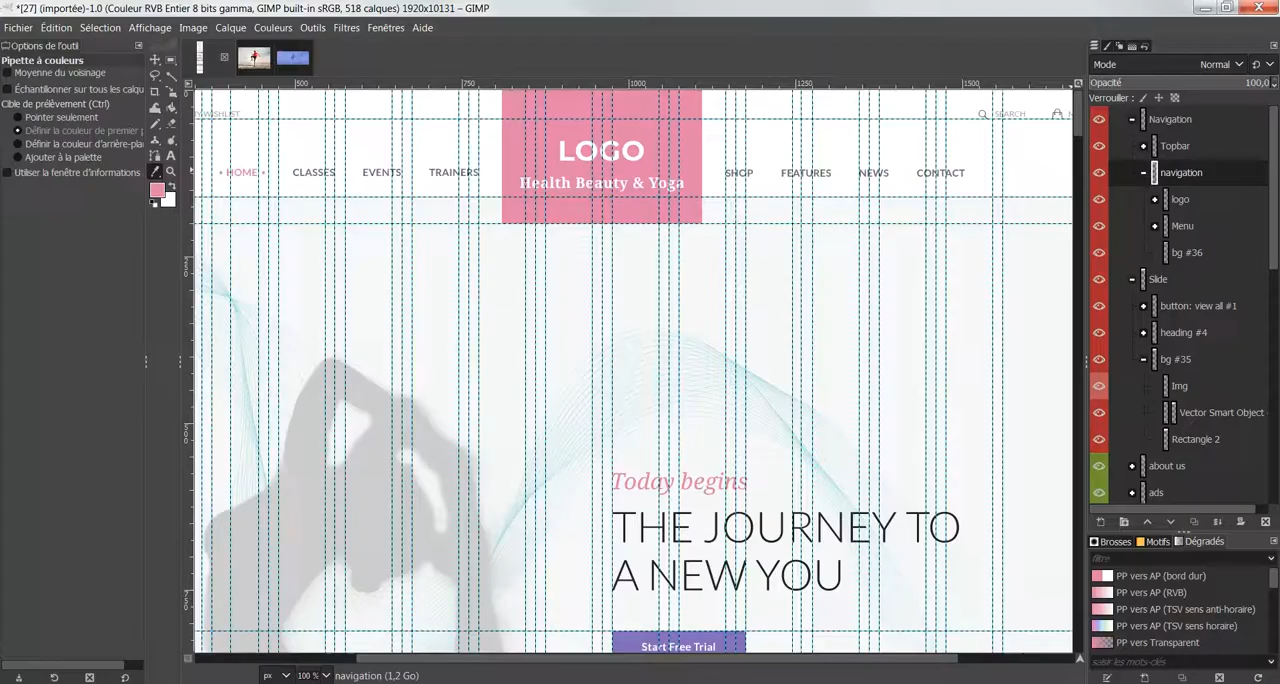 *[27] (importée)-1.0 (Couleur RVB Entier 8 bits gamma, GIMP built-in sRGB, 518 calques) 1920x10131 – GIMP
Fichier Édition Sélection Affichage Image Calque Couleurs Outils Filtres Fenêtres Aide
Options de l'outil
Pipette à couleurs
Moyenne du voisinage
Échantillonner sur tous les calqu
Cible de prélèvement (Ctrl)
Pointer seulement
Définir la couleur de premier p
Définir la couleur d'arrière-pla
Ajouter à la palette
Utiliser la fenêtre d'informations
500 750 1000 1250 1500
WISHLIST
SEARCH
LOGO
Health Beauty & Yoga
• HOME •
CLASSES
EVENTS
TRAINERS
SHOP
FEATURES
NEWS
CONTACT
Today begins
THE JOURNEY TO
A NEW YOU
Start Free Trial
px
100 %
navigation (1,2 Go)
Mode
Normal
Opacité 100,0
Verrouiller :
Navigation
Topbar
navigation
logo
Menu
bg #36
Slide
button: view all #1
heading #4
bg #35
Img
Vector Smart Object
Rectangle 2
about us
ads
Brosses Motifs Dégradés
filtre
PP vers AP (bord dur)
PP vers AP (RVB)
PP vers AP (TSV sens anti-horaire)
PP vers AP (TSV sens horaire)
PP vers Transparent
saisir les mots-clés